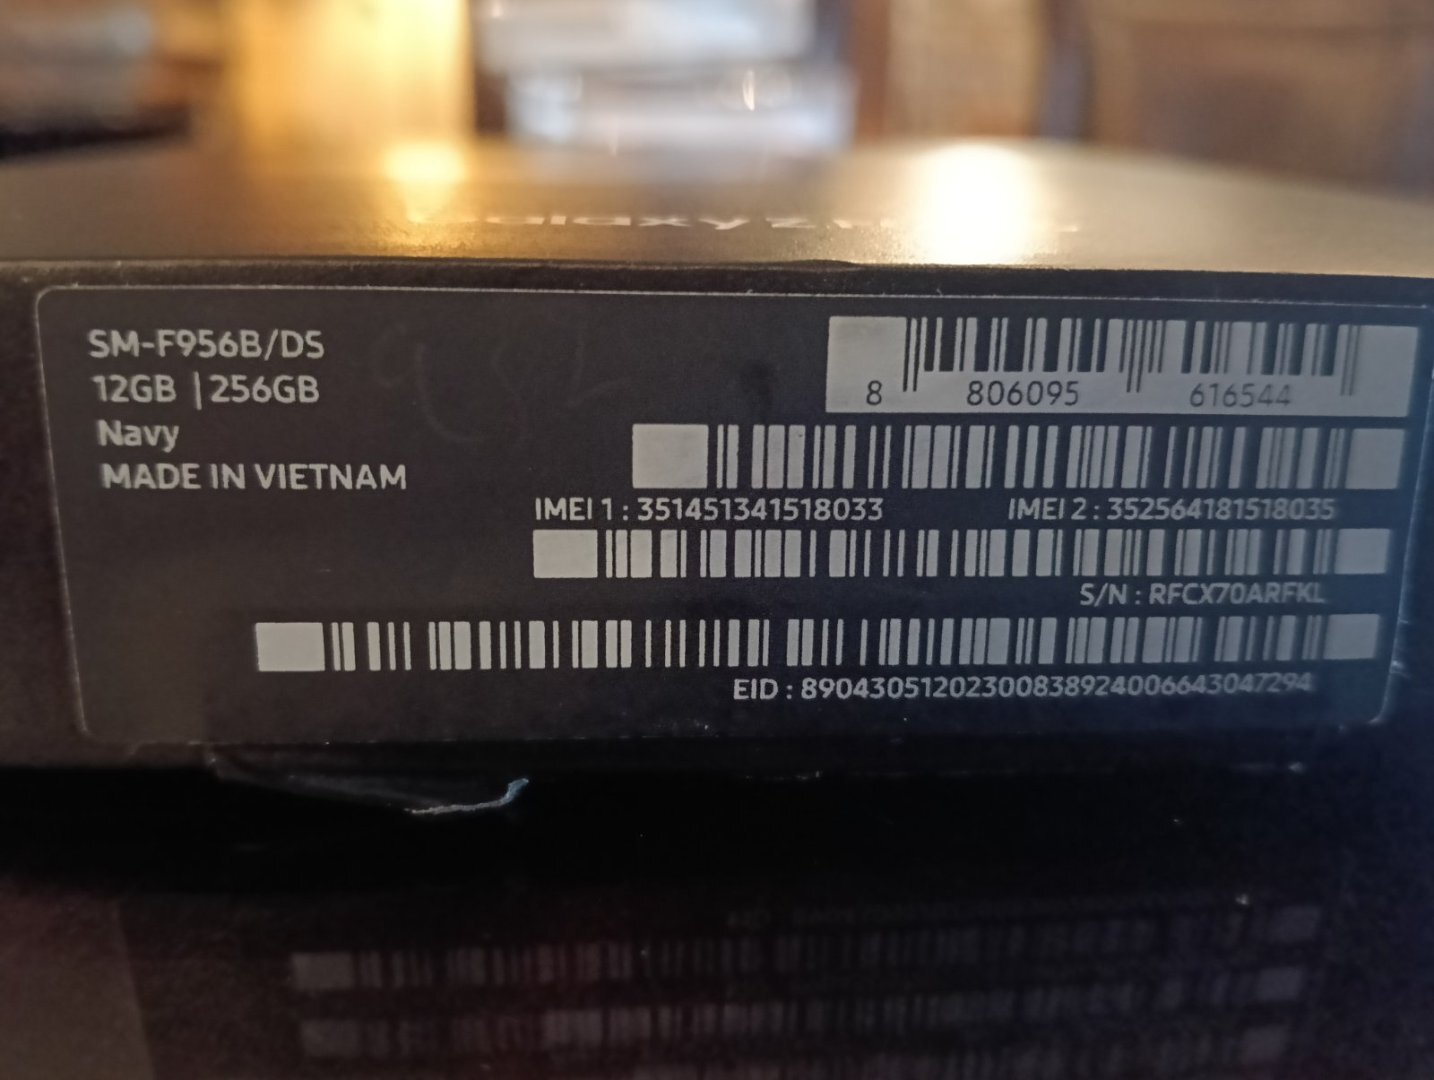 SM-F956B/DS
12GB | 256GB
Navy
MADE IN VIETNAM
8 806095 616544
IMEI 1 : 351451341518033 IMEI 2 : 352564181518035
S/N : RFCX70ARFKL
EID : 89043051202300838924006643047294